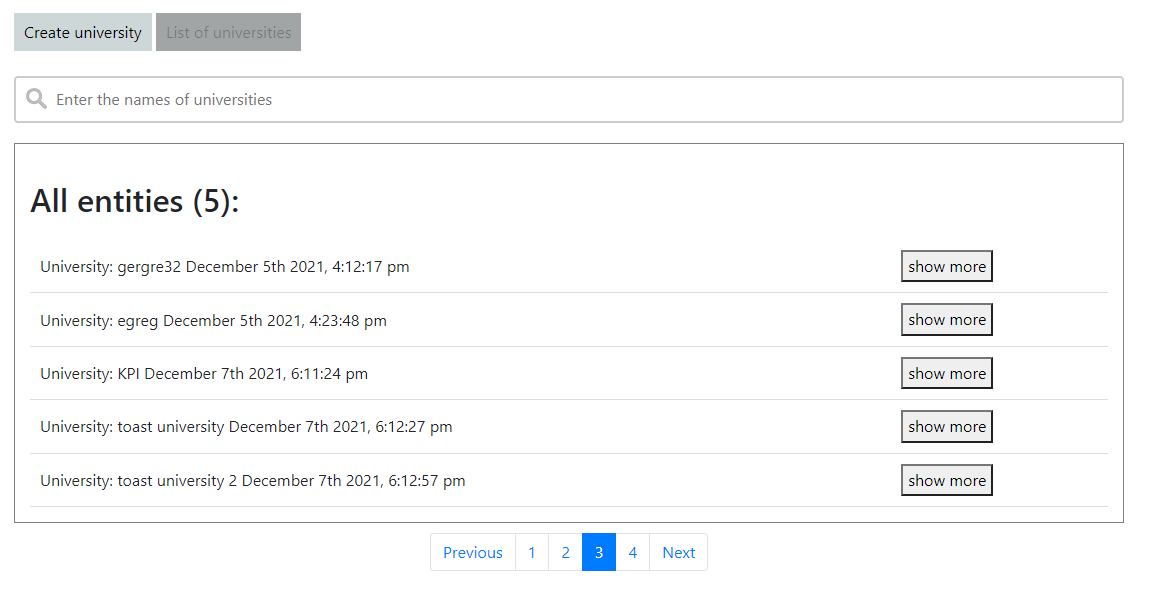 Create university List of universities
Enter the names of universities
All entities (5):
University: gergre32 December 5th 2021, 4:12:17 pm show more
University: egreg December 5th 2021, 4:23:48 pm show more
University: KPI December 7th 2021, 6:11:24 pm show more
University: toast university December 7th 2021, 6:12:27 pm show more
University: toast university 2 December 7th 2021, 6:12:57 pm show more
Previous 1 2 3 4 Next